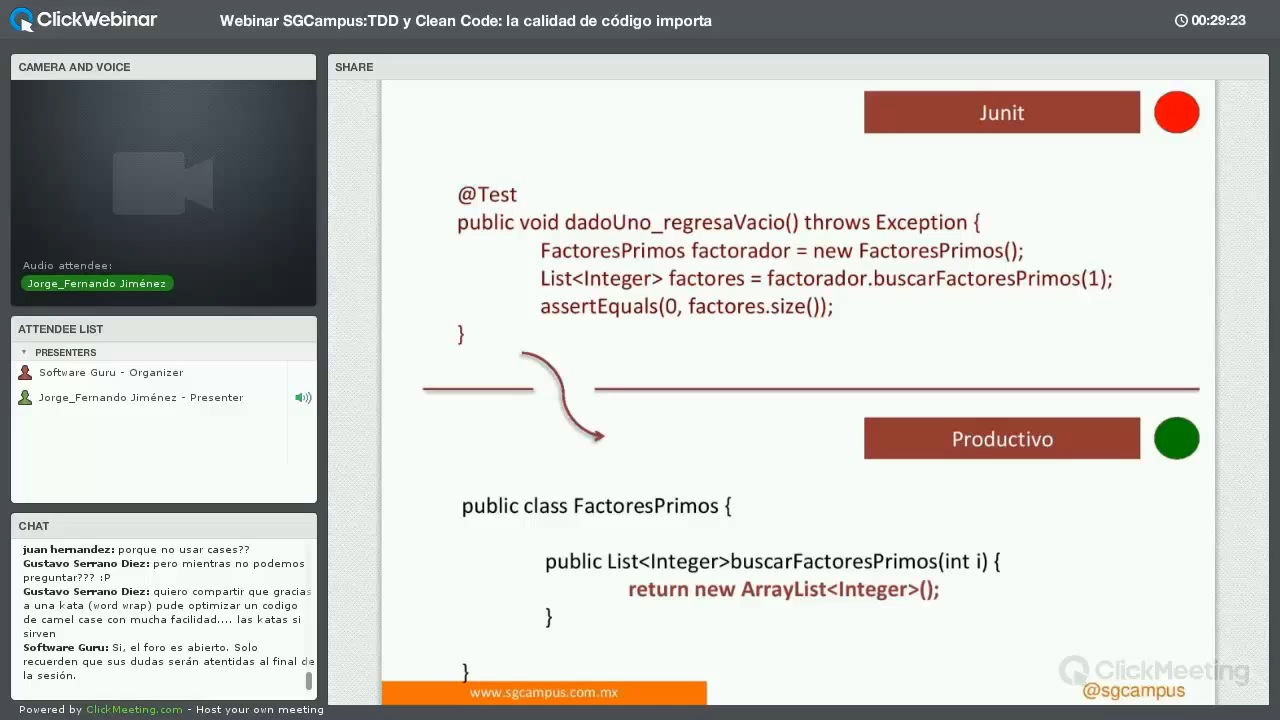 ClickWebinar
Webinar SGCampus:TDD y Clean Code: la calidad de código importa
00:29:23
CAMERA AND VOICE
Audio attendee:
Jorge_Fernando Jiménez
ATTENDEE LIST
PRESENTERS
Software Guru - Organizer
Jorge_Fernando Jiménez - Presenter
CHAT
juan hernandez: porque no usar cases??
Gustavo Serrano Diez: pero mientras no podemos
preguntar??? :P
Gustavo Serrano Diez: quiero compartir que gracias
a una kata (word wrap) pude optimizar un codigo
de camel case con mucha facilidad.... las katas si
sirven
Software Guru: Si, el foro es abierto. Solo
recuerden que sus dudas serán atentidas al final de
la sesión.
Powered by ClickMeeting.com - Host your own meeting
SHARE
Junit
@Test
public void dadoUno_regresaVacio() throws Exception {
FactoresPrimos factorador = new FactoresPrimos();
List<Integer> factores = factorador.buscarFactoresPrimos(1);
assertEquals(0, factores.size());
}
Productivo
public class FactoresPrimos {
public List<Integer>buscarFactoresPrimos(int i) {
return new ArrayList<Integer>();
}
}
www.sgcampus.com.mx
ClickMeeting
@sgcampus